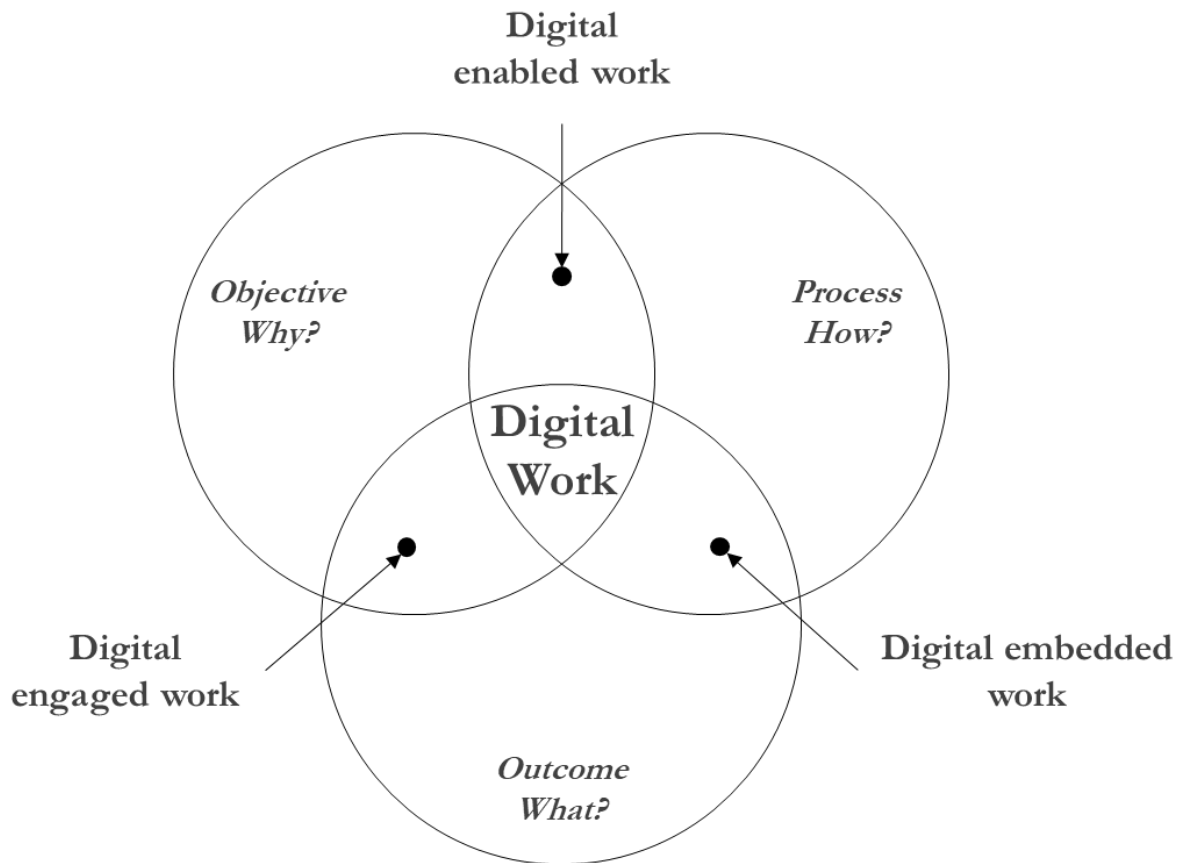 Digital
enabled work
Objective
Why?
Process
How?
Digital
Work
Digital
engaged work
Digital embedded
work
Outcome
What?